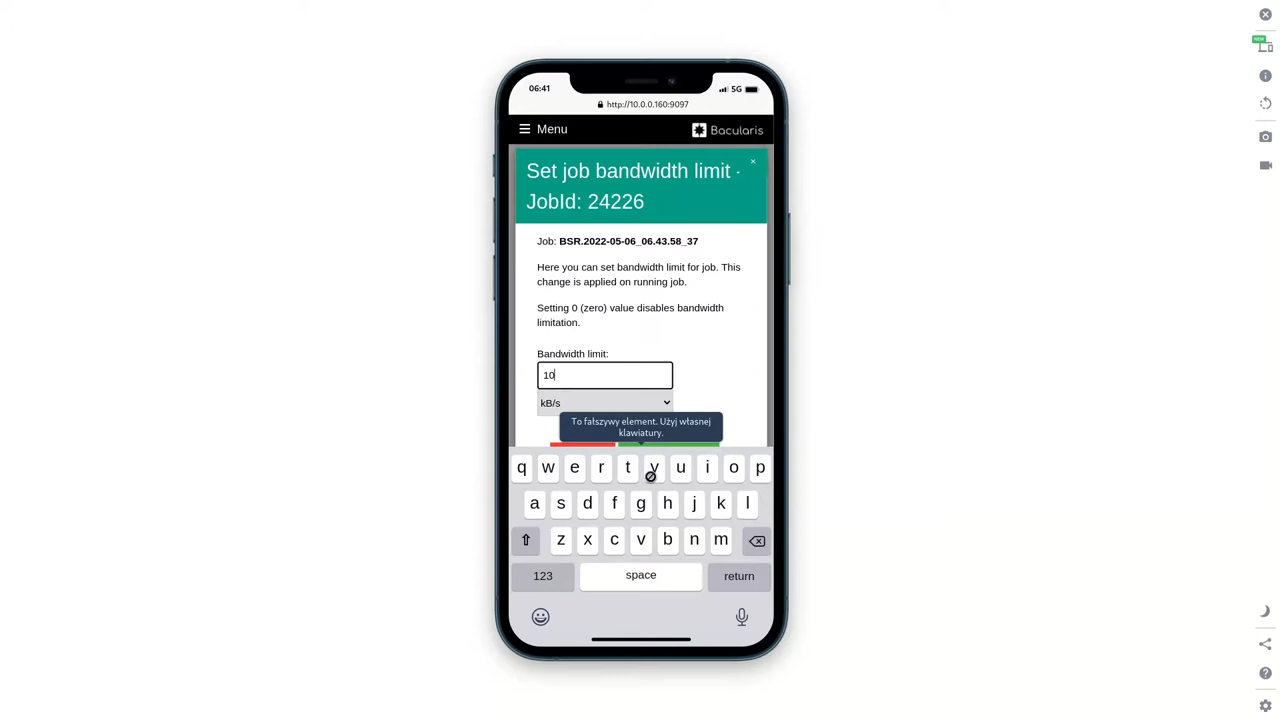 NEW
06:41
5G
http://10.0.0.160:9097
Menu
Bacularis
Set job bandwidth limit -
JobId: 24226
×
Job: BSR.2022-05-06_06.43.58_37
Here you can set bandwidth limit for job. This
change is applied on running job.
Setting 0 (zero) value disables bandwidth
limitation.
Bandwidth limit:
10
kB/s
To fałszywy element. Użyj własnej
klawiatury.
q w e r t y u i o p
a s d f g h j k l
z x c v b n m
123 space return